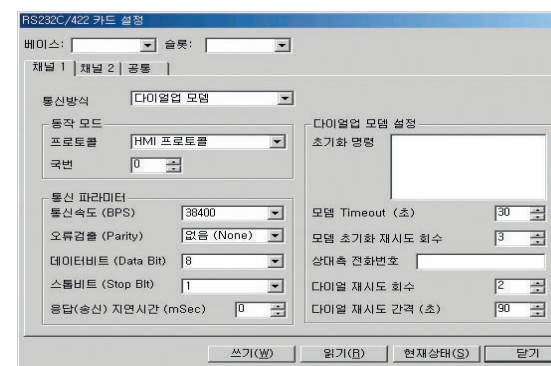 RS232C/422 카드 설정
베이스: 슬롯:
채널 1 채널 2 공통
통신방식 다이얼업 모뎀
동작 모드
프로토콜 HMI 프로토콜
국번 0
통신 파라미터
통신속도 (BPS) 38400
오류검출 (Parity) 없음 (None)
데이터비트 (Data Bit) 8
스톱비트 (Stop BIt) 1
응답(송신) 지연시간 (mSec) 0
다이얼업 모뎀 설정
초기화 명령
모뎀 Timeout (초) 30
모뎀 초기화 재시도 회수 3
상대측 전화번호
다이얼 재시도 회수 2
다이얼 재시도 간격 (초) 90
쓰기(W) 읽기(R) 현재상태(S) 닫기